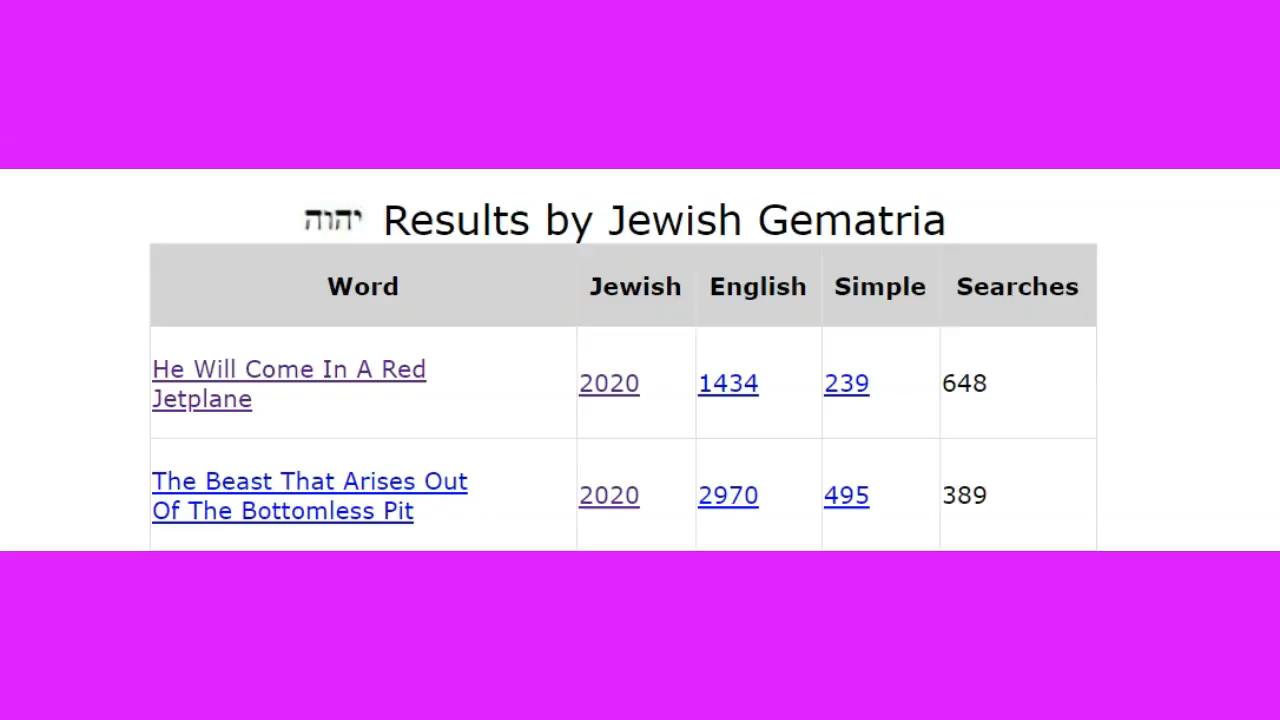 יהוה Results by Jewish Gematria
Word Jewish English Simple Searches
He Will Come In A Red
Jetplane 2020 1434 239 648
The Beast That Arises Out
Of The Bottomless Pit 2020 2970 495 389